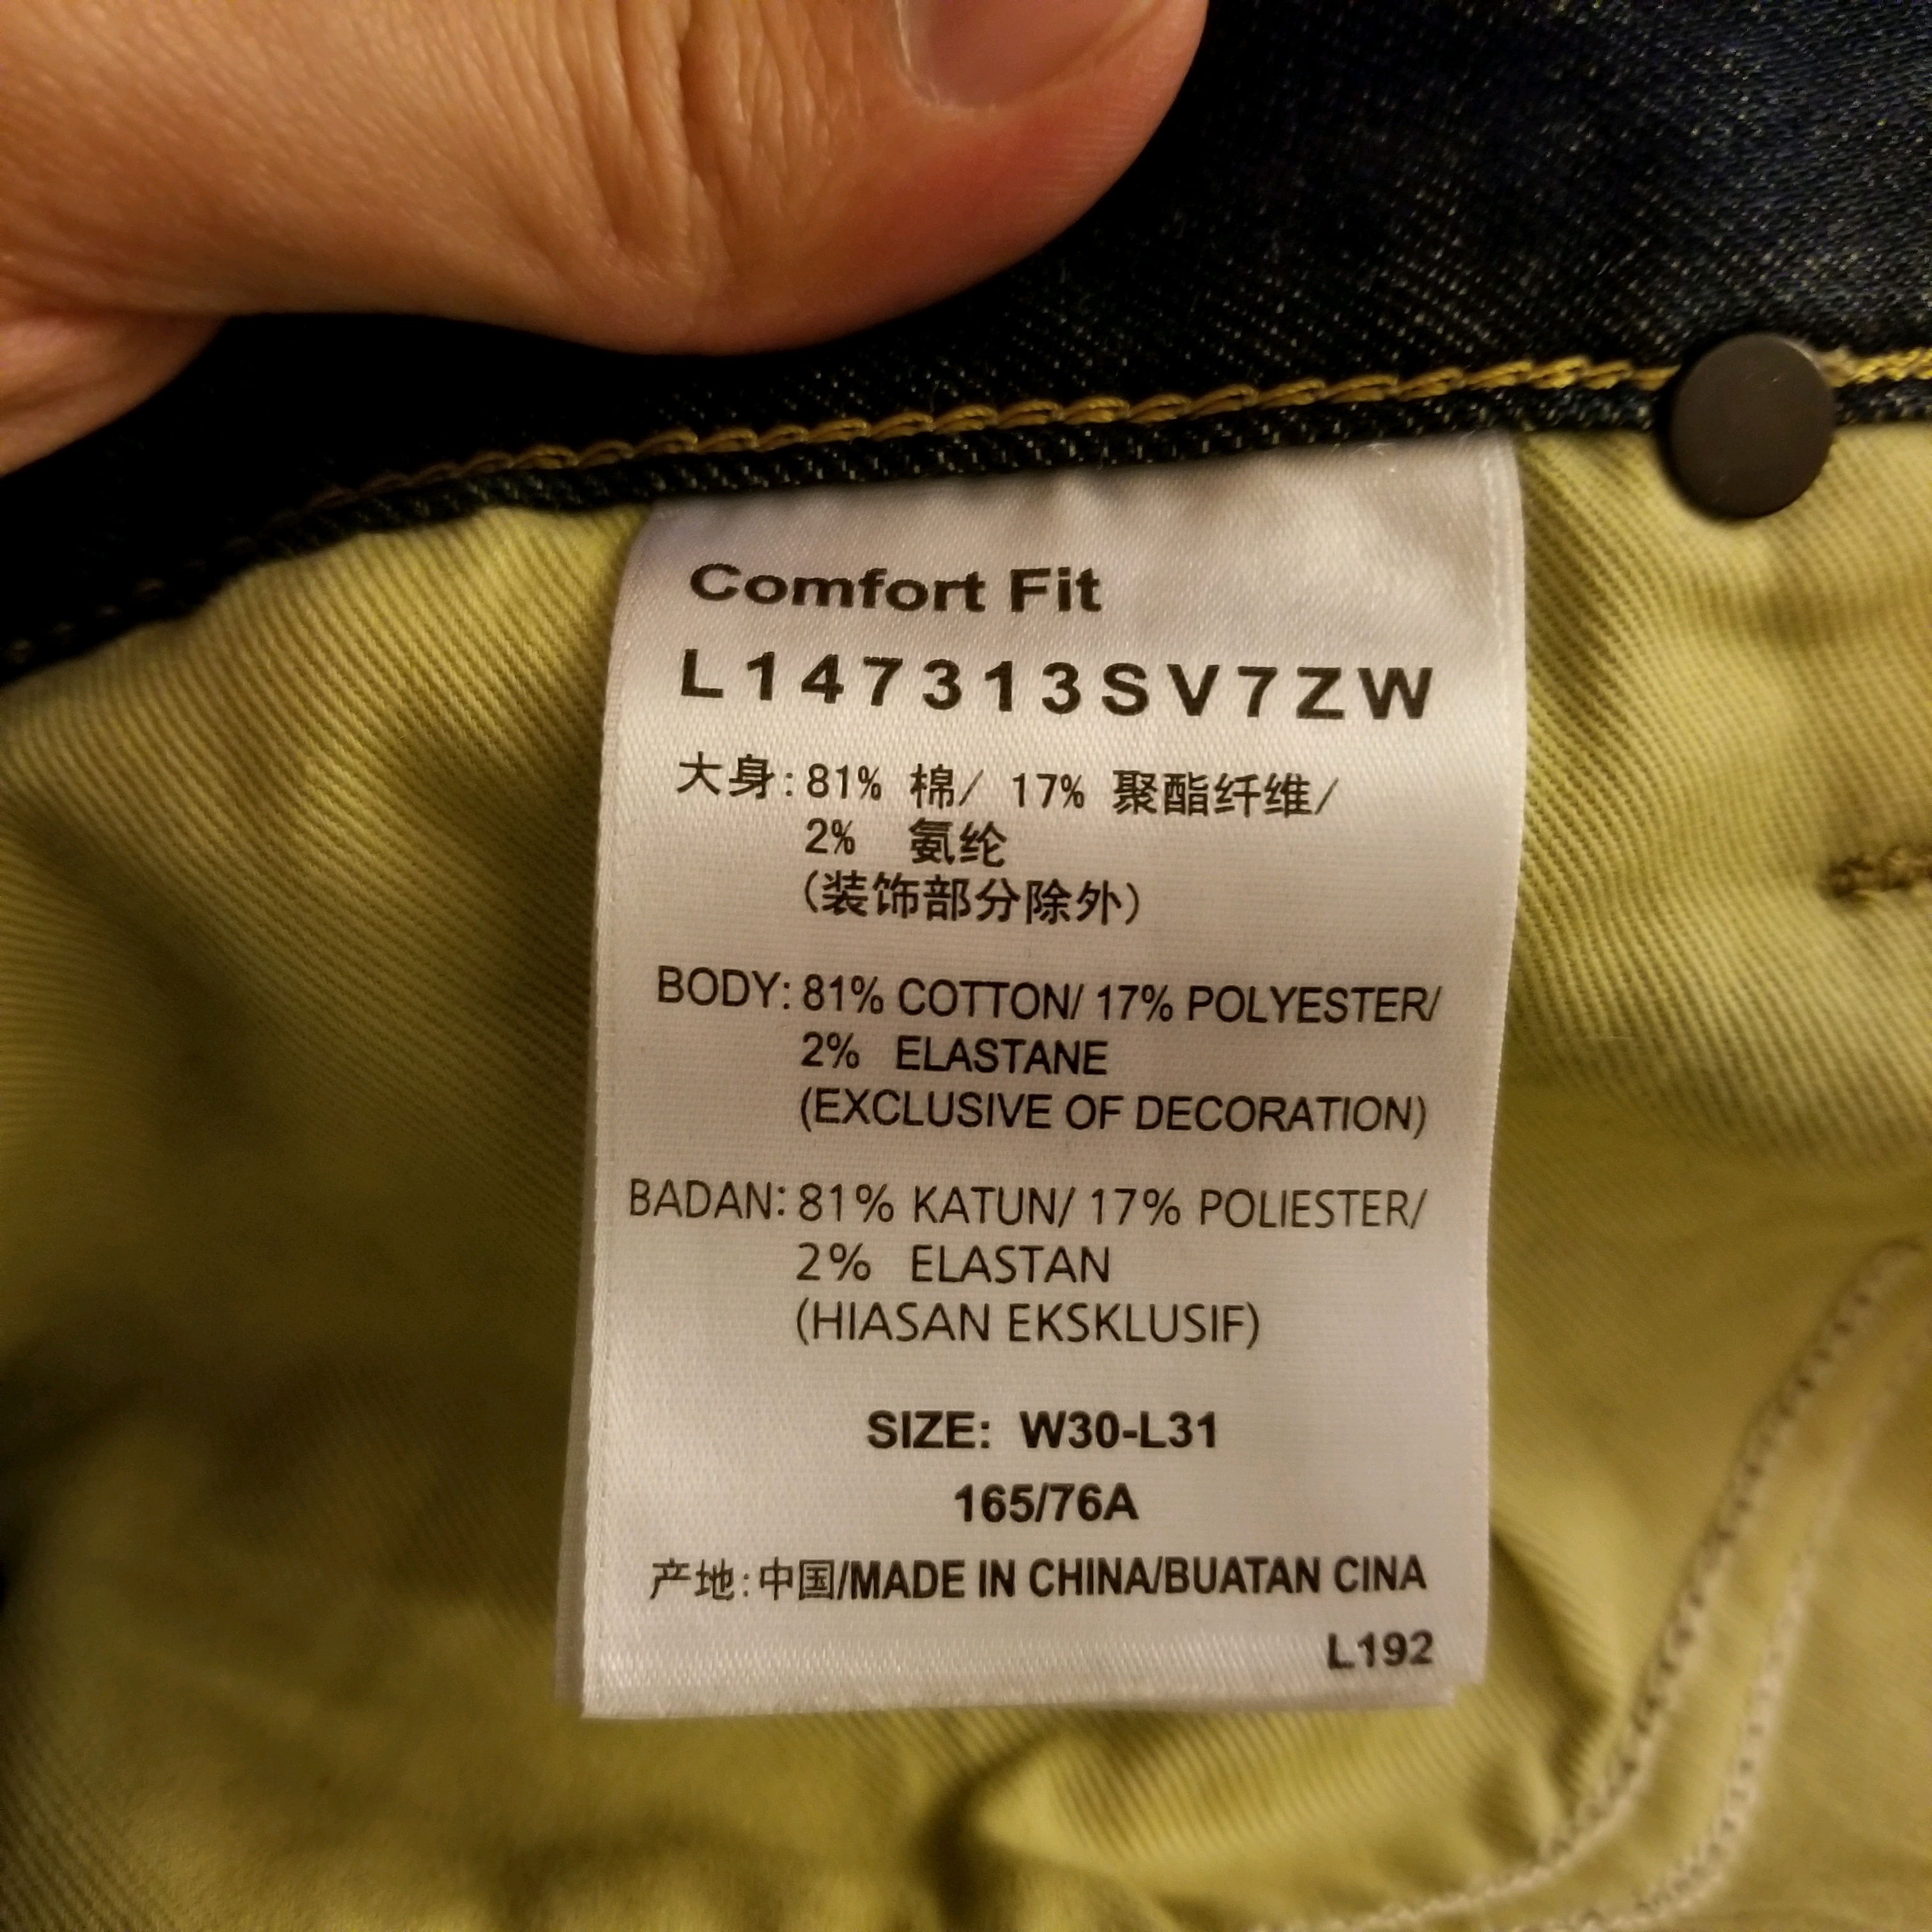 Comfort Fit
L147313SV7ZW
大身: 81% 棉/ 17% 聚酯纤维/
2% 氨纶
(装饰部分除外)
BODY: 81% COTTON/ 17% POLYESTER/
2% ELASTANE
(EXCLUSIVE OF DECORATION)
BADAN: 81% KATUN/ 17% POLIESTER/
2% ELASTAN
(HIASAN EKSKLUSIF)
SIZE: W30-L31
165/76A
产地: 中国/MADE IN CHINA/BUATAN CINA
L192